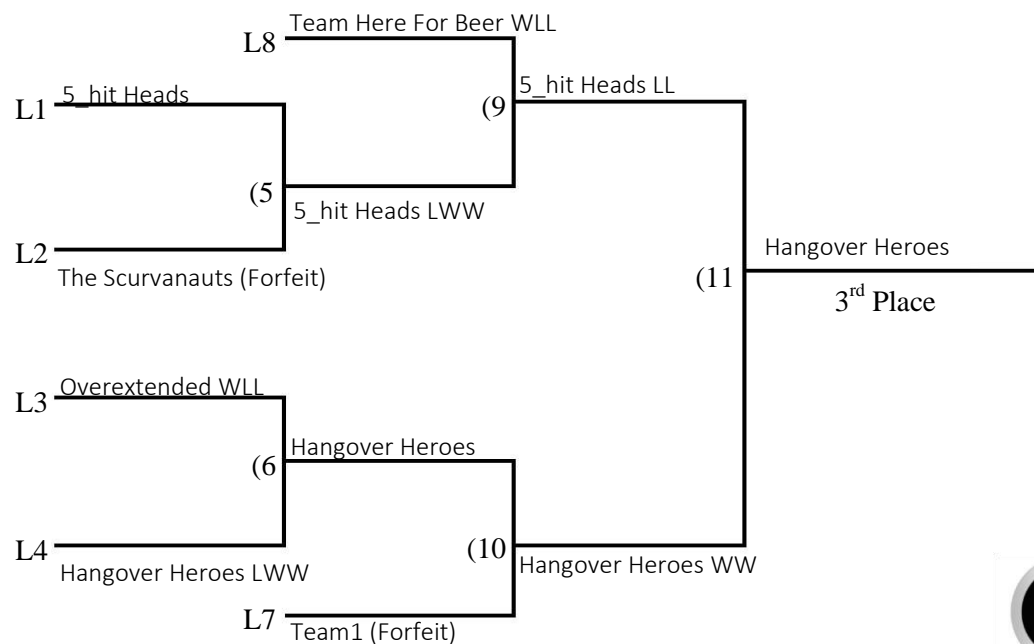 Team Here For Beer WLL
L8
5_hit Heads
L1
5_hit Heads LL
(9
(5
5_hit Heads LWW
L2
The Scurvanauts (Forfeit)
Hangover Heroes
(11
3rd Place
Overextended WLL
L3
Hangover Heroes
(6
L4
(10
Hangover Heroes LWW
Hangover Heroes WW
L7
Team1 (Forfeit)